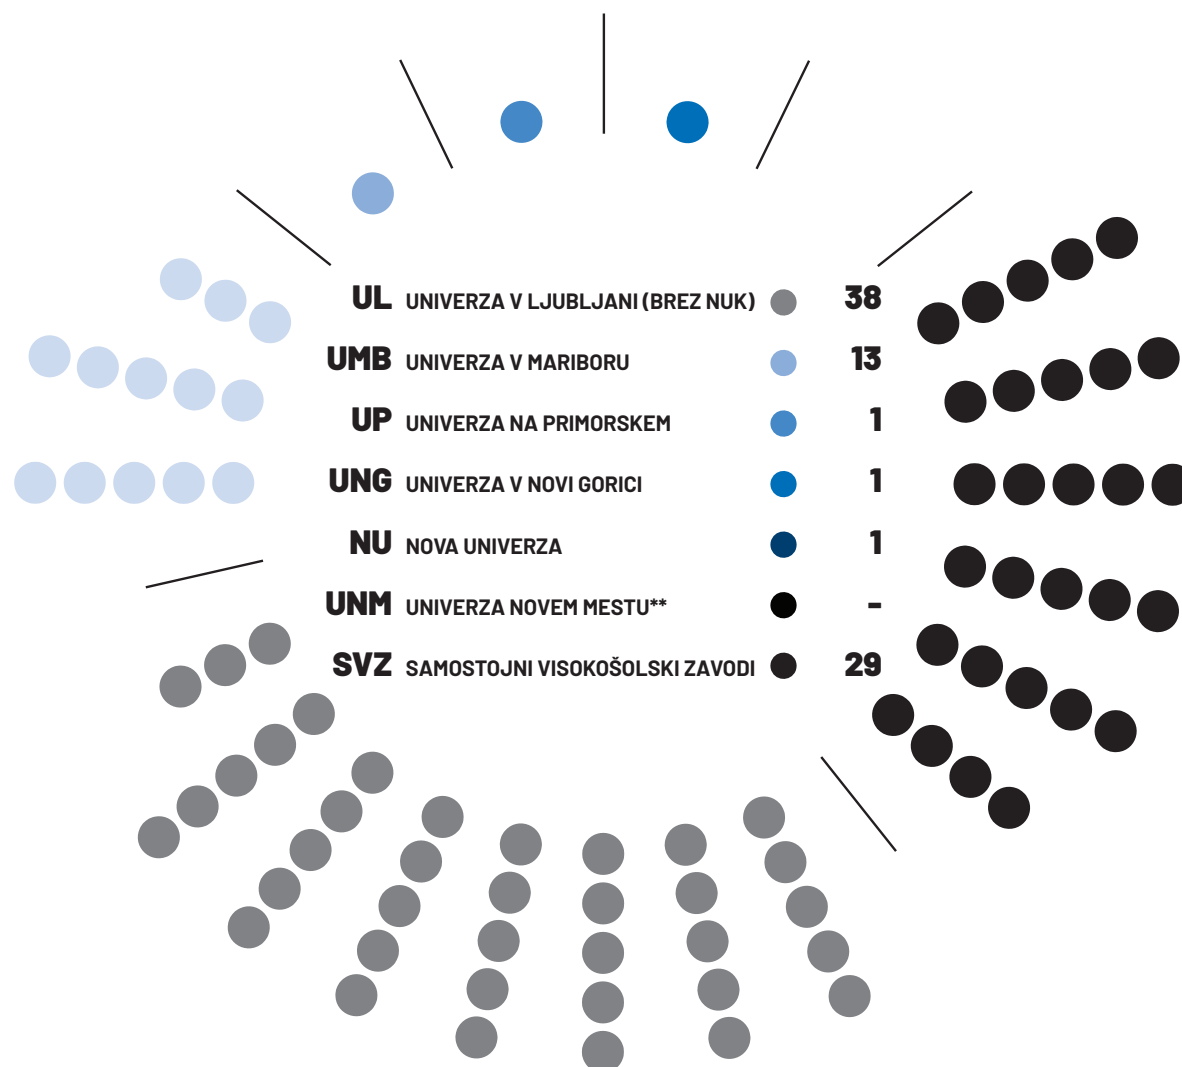 UL UNIVERZA V LJUBLJANI (BREZ NUK) 38
UMB UNIVERZA V MARIBORU 13
UP UNIVERZA NA PRIMORSKEM 1
UNG UNIVERZA V NOVI GORICI 1
NU NOVA UNIVERZA 1
UNM UNIVERZA NOVEM MESTU** -
SVZ SAMOSTOJNI VISOKOŠOLSKI ZAVODI 29